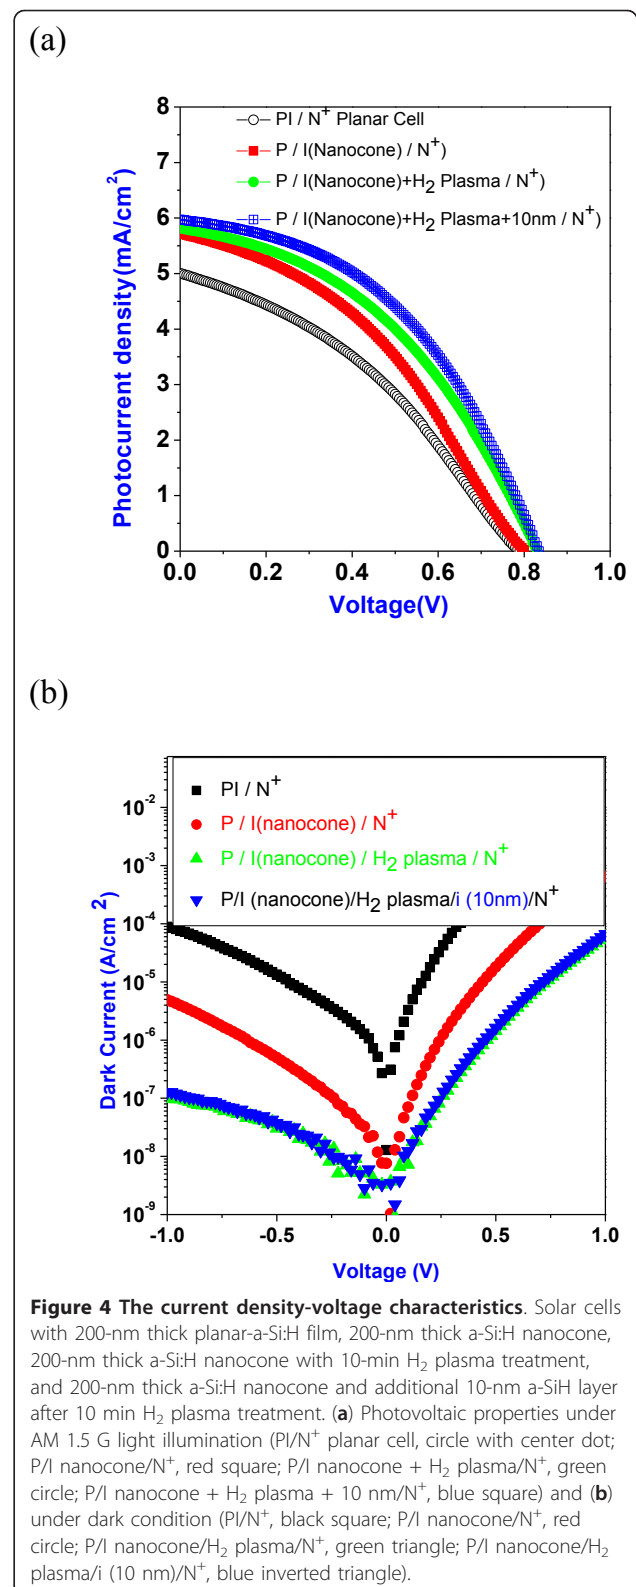 (a)
8
7
6
5
4
3
2
1
0
Photocurrent density(mA/cm²)
PI / N⁺ Planar Cell
P / I(Nanocone) / N⁺)
P / I(Nanocone)+H₂ Plasma / N⁺)
P / I(Nanocone)+H₂ Plasma+10nm / N⁺)
0.0 0.2 0.4 0.6 0.8 1.0
Voltage(V)
(b)
PI / N⁺
P / I(nanocone) / N⁺
P / I(nanocone) / H₂ plasma / N⁺
P/I (nanocone)/H₂ plasma/i (10nm)/N⁺
10⁻²
10⁻³
10⁻⁴
10⁻⁵
10⁻⁶
10⁻⁷
10⁻⁸
10⁻⁹
Dark Current (A/cm²)
-1.0 -0.5 0.0 0.5 1.0
Voltage (V)
Figure 4 The current density-voltage characteristics. Solar cells
with 200-nm thick planar-a-Si:H film, 200-nm thick a-Si:H nanocone,
200-nm thick a-Si:H nanocone with 10-min H₂ plasma treatment,
and 200-nm thick a-Si:H nanocone and additional 10-nm a-SiH layer
after 10 min H₂ plasma treatment. (a) Photovoltaic properties under
AM 1.5 G light illumination (PI/N⁺ planar cell, circle with center dot;
P/I nanocone/N⁺, red square; P/I nanocone + H₂ plasma/N⁺, green
circle; P/I nanocone + H₂ plasma + 10 nm/N⁺, blue square) and (b)
under dark condition (PI/N⁺, black square; P/I nanocone/N⁺, red
circle; P/I nanocone/H₂ plasma/N⁺, green triangle; P/I nanocone/H₂
plasma/i (10 nm)/N⁺, blue inverted triangle).